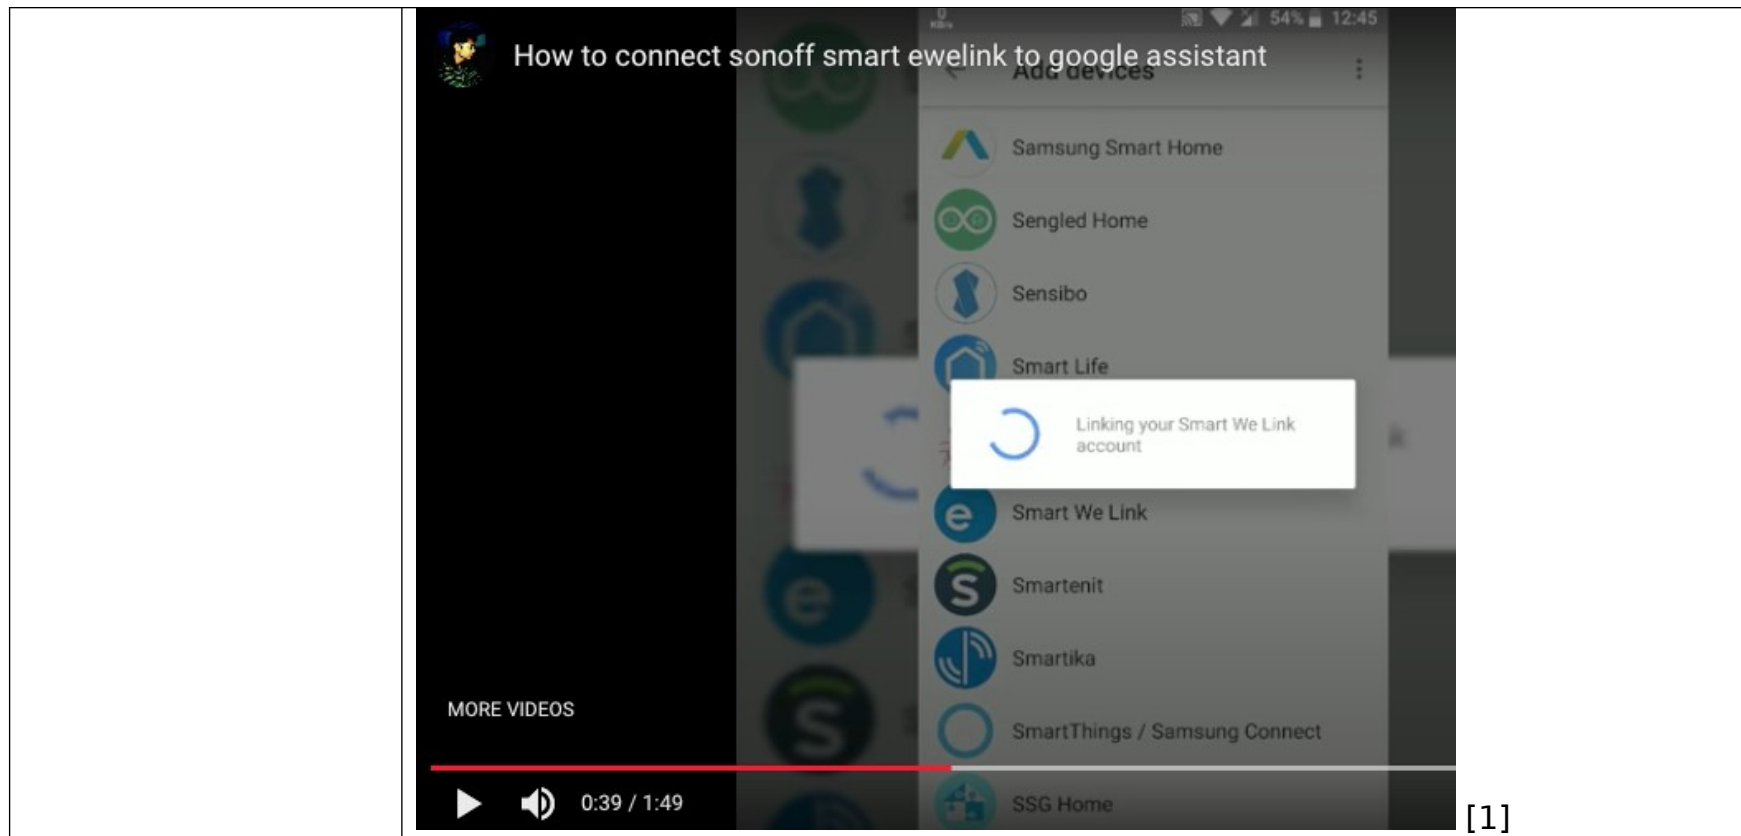 0
KB/s
54% 12:45
How to connect sonoff smart ewelink to google assistant
Add devices
Samsung Smart Home
Sengled Home
Sensibo
Smart Life
Linking your Smart We Link
account
e Smart We Link
S Smartenit
Smartika
MORE VIDEOS
SmartThings / Samsung Connect
0:39 / 1:49
SSG Home
[1]